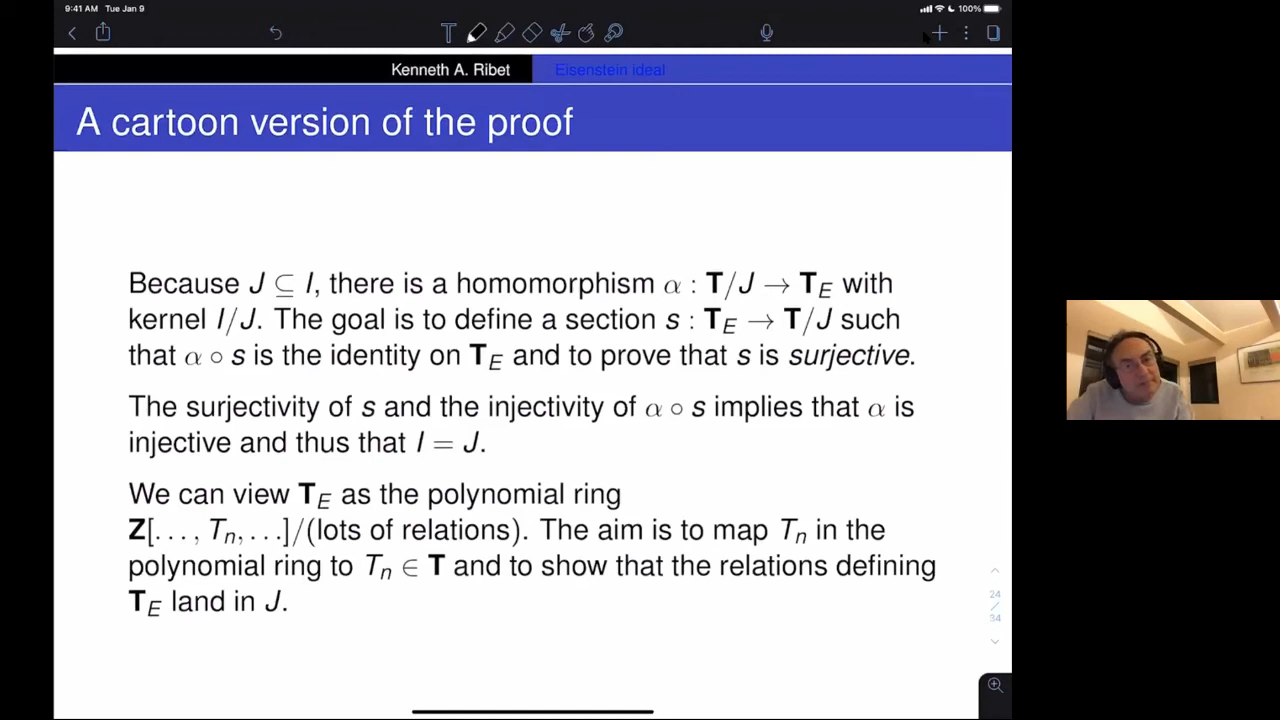 9:41 AM Tue Jan 9
100%
Kenneth A. Ribet Eisenstein ideal
A cartoon version of the proof
Because J ⊆ I, there is a homomorphism α : T/J → T_E with
kernel I/J. The goal is to define a section s : T_E → T/J such
that α ∘ s is the identity on T_E and to prove that s is surjective.
The surjectivity of s and the injectivity of α ∘ s implies that α is
injective and thus that I = J.
We can view T_E as the polynomial ring
Z[..., T_n, ...]/(lots of relations). The aim is to map T_n in the
polynomial ring to T_n ∈ T and to show that the relations defining
T_E land in J.
24
/
34